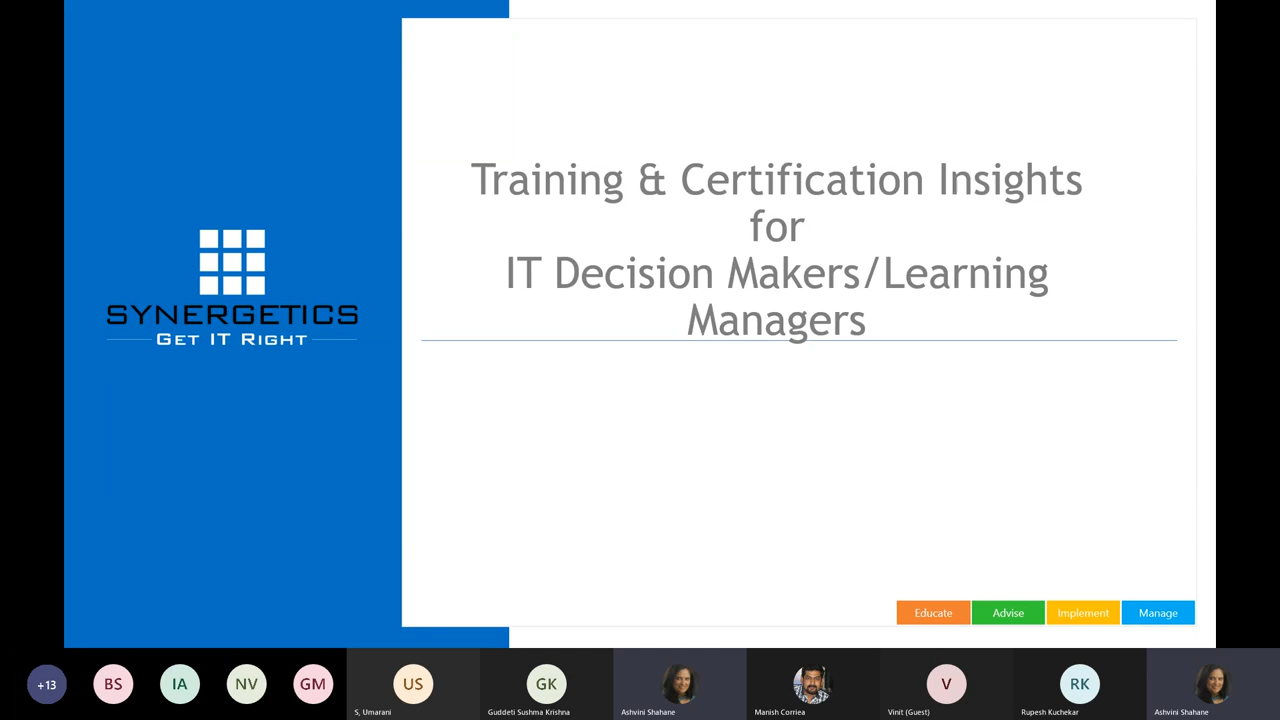 Training & Certification Insights
for
IT Decision Makers/Learning
Managers
SYNERGETICS
GET IT RIGHT
Educate
Advise
Implement
Manage
+13
BS
IA
NV
GM
US
S, Umarani
GK
Guddeti Sushma Krishna
Ashvini Shahane
Manish Corriea
V
Vinit (Guest)
RK
Rupesh Kuchekar
Ashvini Shahane